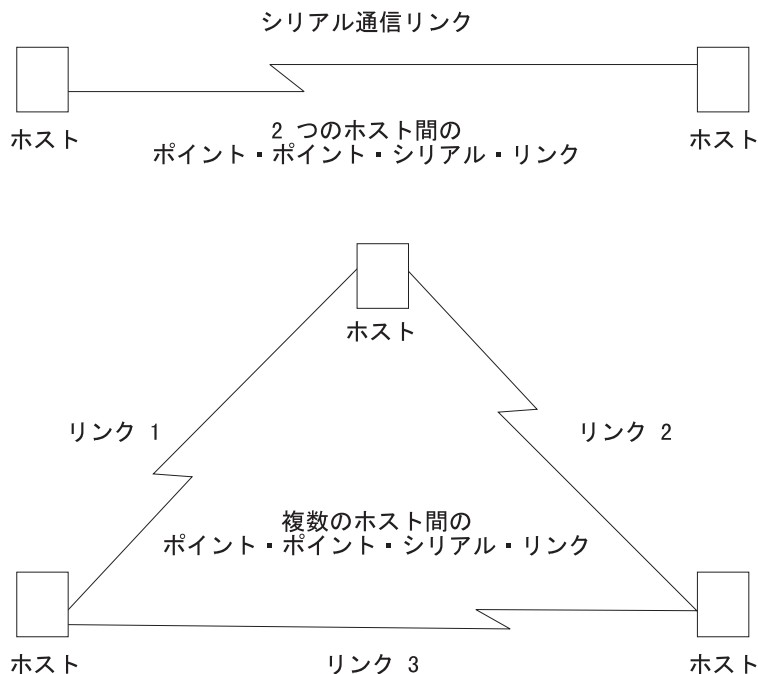 シリアル通信リンク
ホスト
ホスト
2 つのホスト間の
ポイント・ポイント・シリアル・リンク
ホスト
リンク 1
リンク 2
複数のホスト間の
ポイント・ポイント・シリアル・リンク
ホスト
リンク 3
ホスト